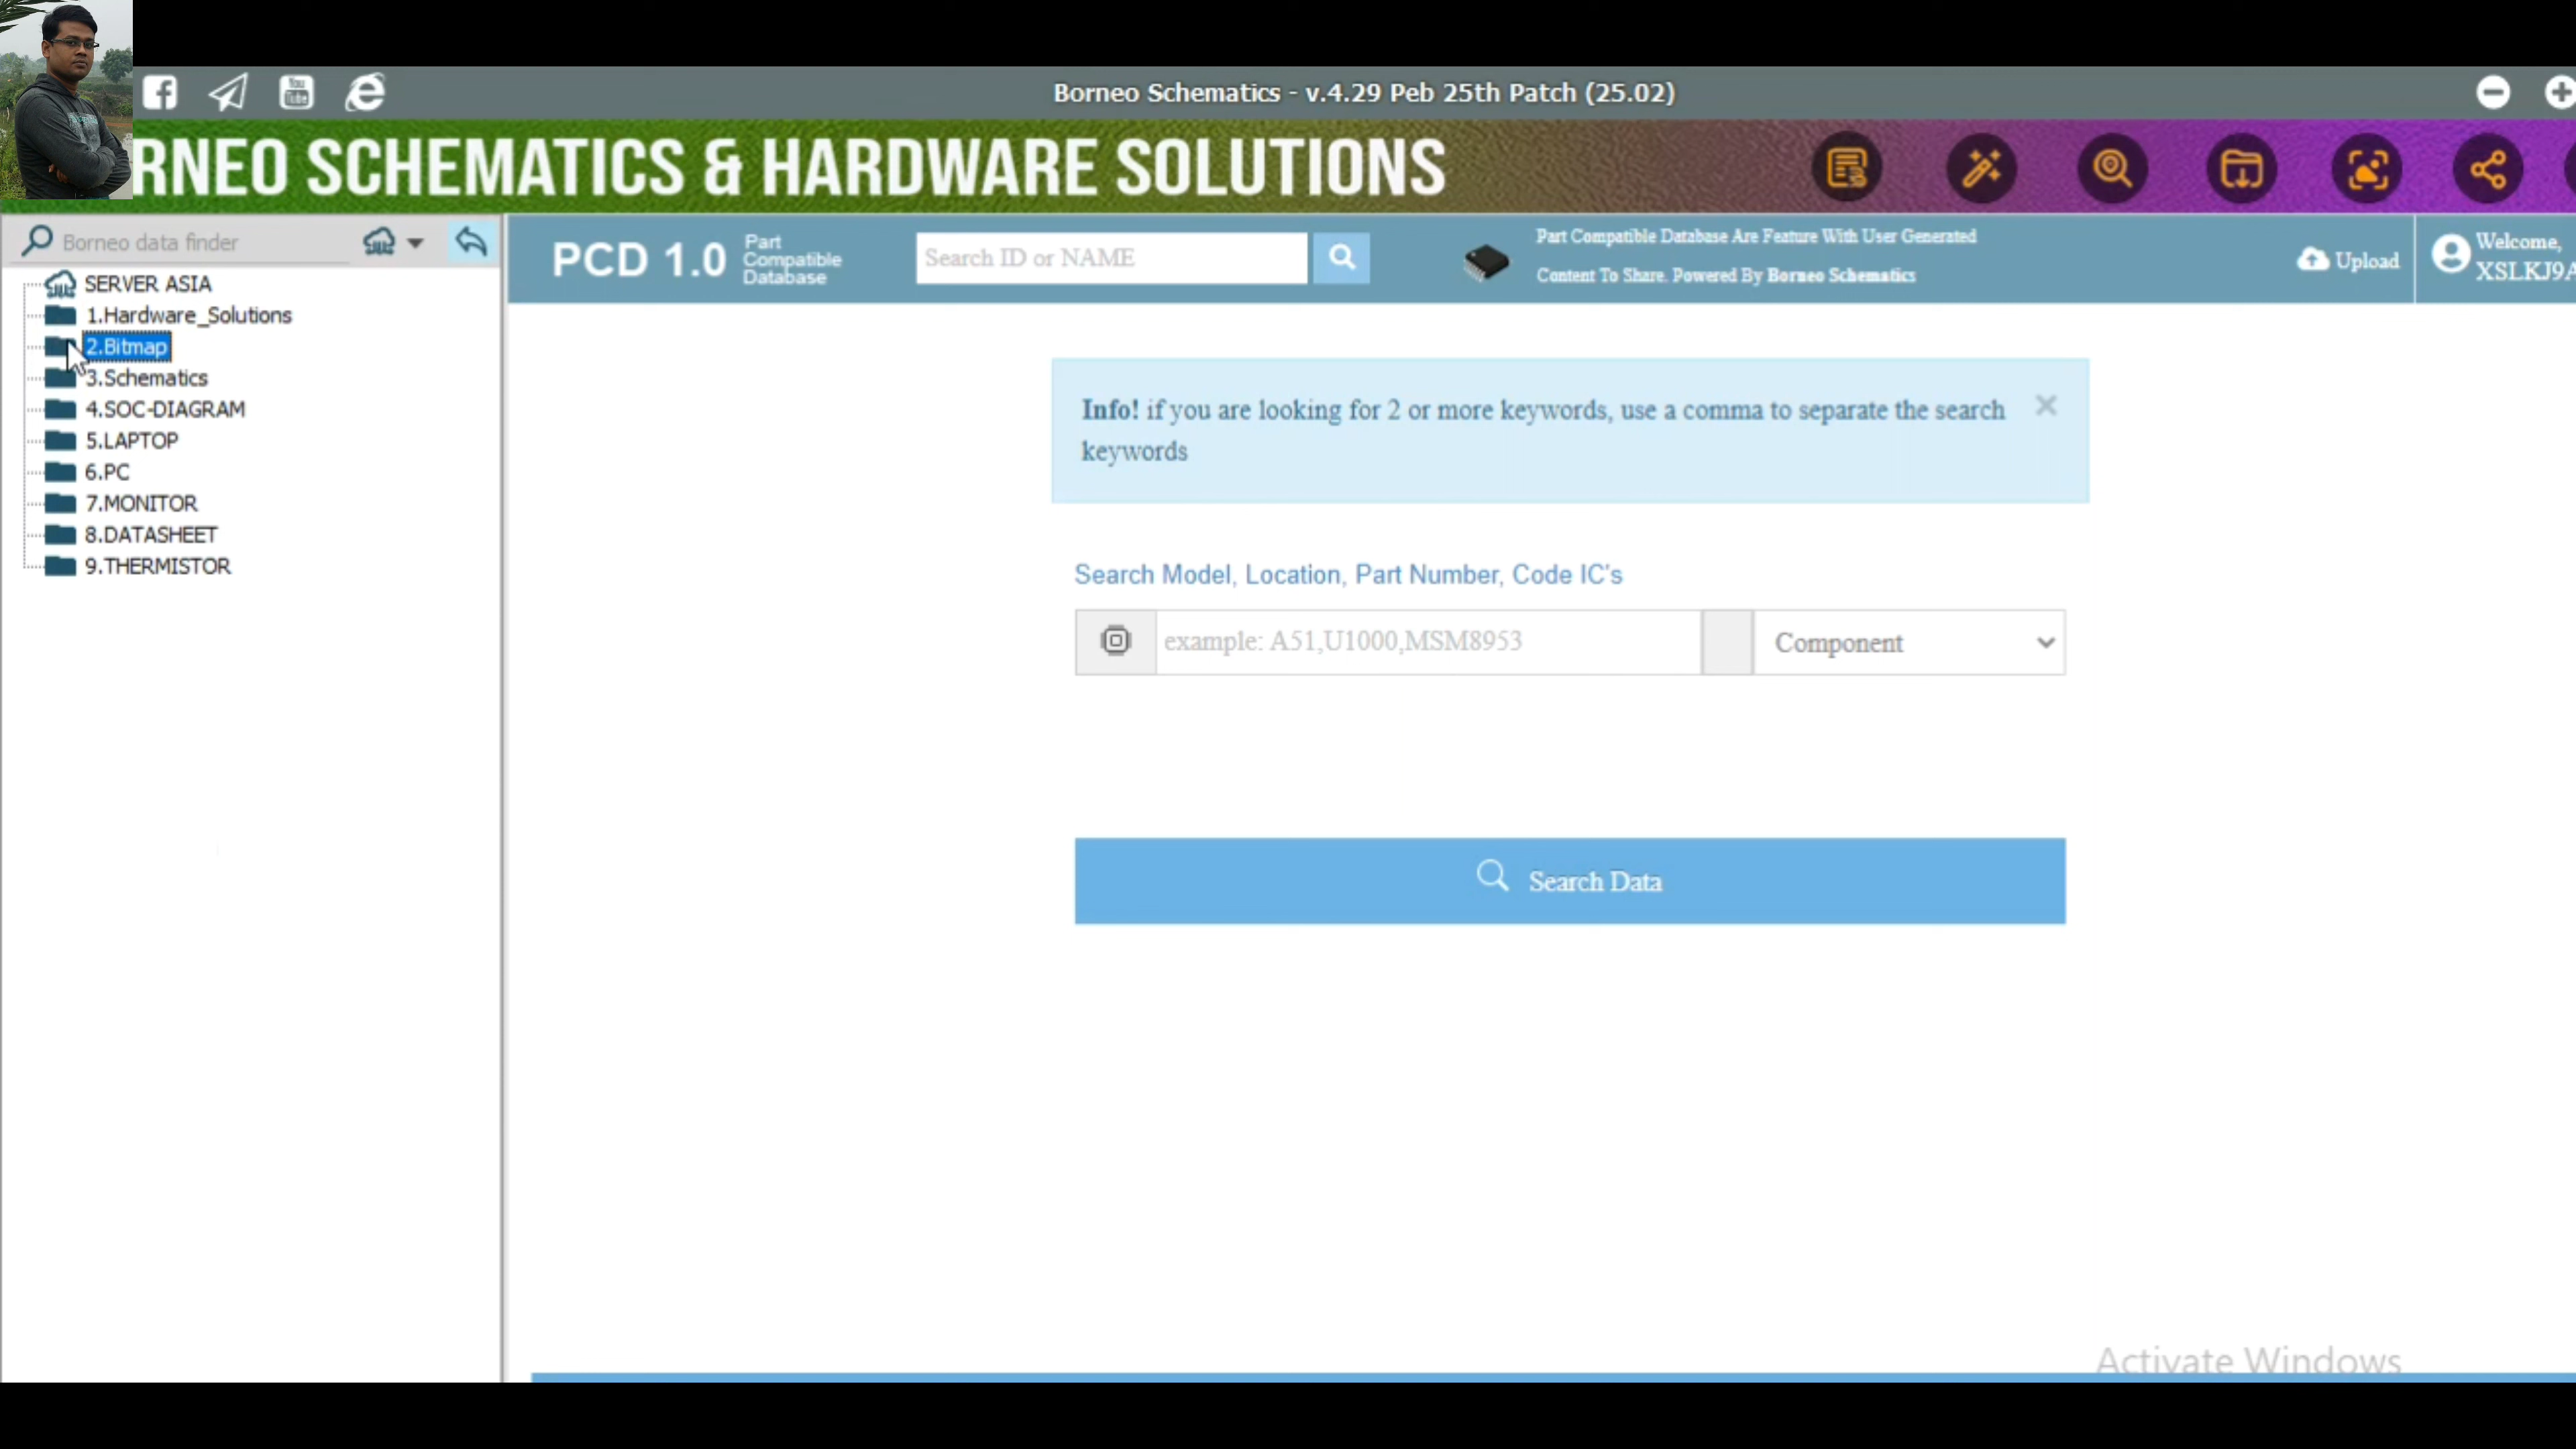 You
Tube
Borneo Schematics - v.4.29 Peb 25th Patch (25.02)
RNEO SCHEMATICS & HARDWARE SOLUTIONS
Borneo data finder
SERVER ASIA
1.Hardware_Solutions
2.Bitmap
3.Schematics
4.SOC-DIAGRAM
5.LAPTOP
6.PC
7.MONITOR
8.DATASHEET
9.THERMISTOR
PCD 1.0
Part
Compatible
Database
Search ID or NAME
Part Compatible Database Are Feature With User Generated
Content To Share. Powered By Borneo Schematics
Upload
Welcome,
XSLKJ9A
Info! if you are looking for 2 or more keywords, use a comma to separate the search
keywords
Search Model, Location, Part Number, Code IC's
example: A51,U1000,MSM8953
Component
Search Data
Activate Windows